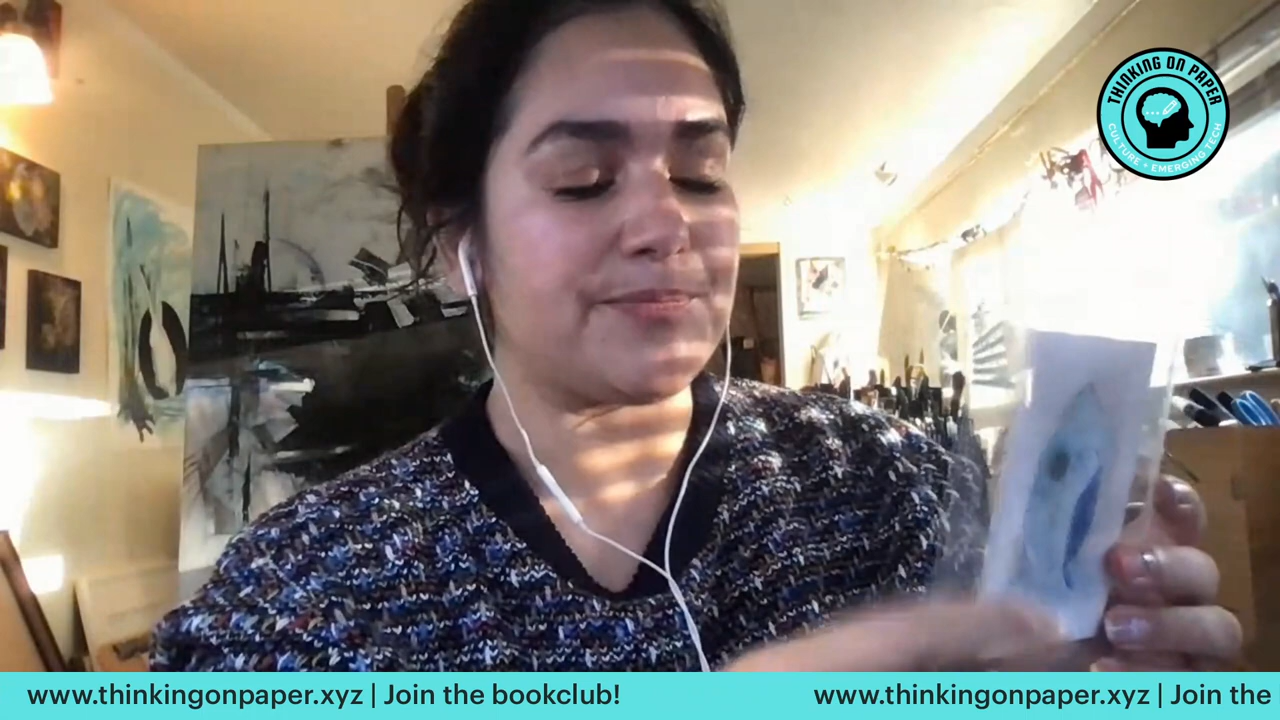 THINKING ON PAPER
CULTURE + EMERGING TECH
www.thinkingonpaper.xyz | Join the bookclub!
www.thinkingonpaper.xyz | Join the